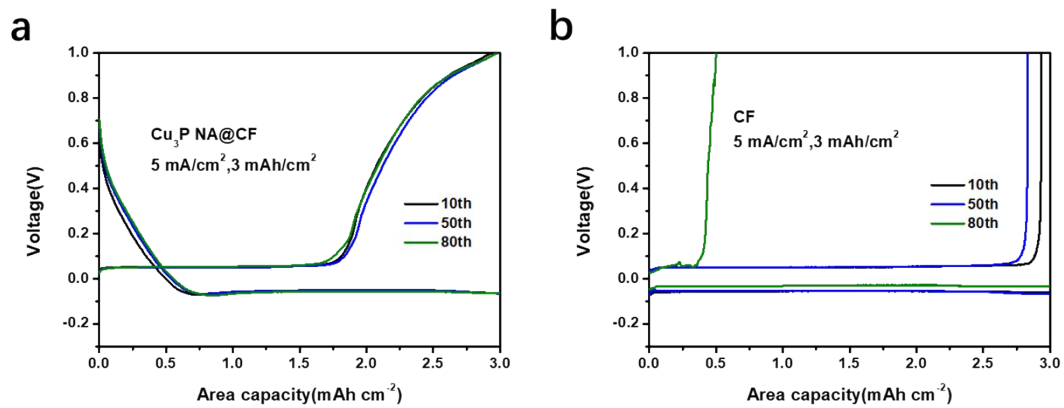 a
1.0
0.8
0.6
0.4
0.2
0.0
-0.2
Voltage(V)
Cu₃P NA@CF
5 mA/cm²,3 mAh/cm²
10th
50th
80th
0.0 0.5 1.0 1.5 2.0 2.5 3.0
Area capacity(mAh cm⁻²)
b
1.0
0.8
0.6
0.4
0.2
0.0
-0.2
Voltage(V)
CF
5 mA/cm²,3 mAh/cm²
10th
50th
80th
0.0 0.5 1.0 1.5 2.0 2.5 3.0
Area capacity(mAh cm⁻²)